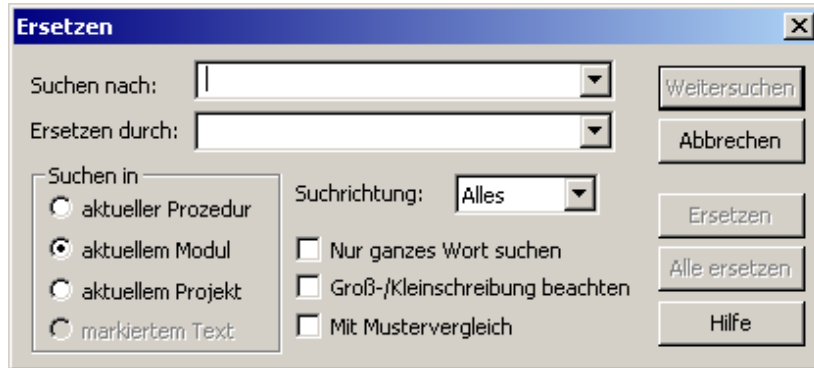 Ersetzen
Suchen nach:
Weitersuchen
Ersetzen durch:
Abbrechen
Suchen in
aktueller Prozedur
aktuellem Modul
aktuellem Projekt
markiertem Text
Suchrichtung: Alles
Nur ganzes Wort suchen
Groß-/Kleinschreibung beachten
Mit Mustervergleich
Ersetzen
Alle ersetzen
Hilfe